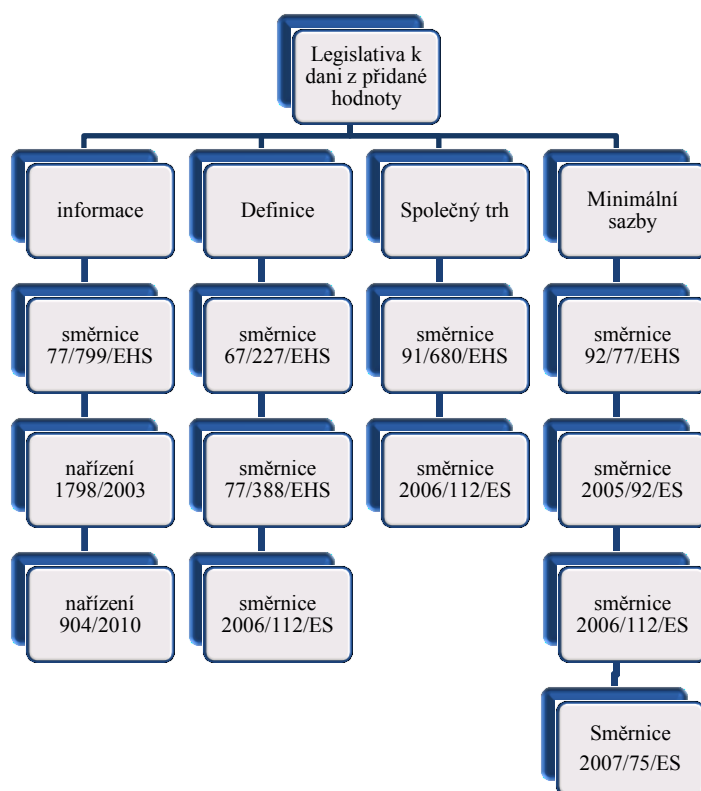 Legislativa k
dani z přidané
hodnoty
informace
Definice
Společný trh
Minimální
sazby
směrnice
77/799/EHS
směrnice
67/227/EHS
směrnice
91/680/EHS
směrnice
92/77/EHS
nařízení
1798/2003
směrnice
77/388/EHS
směrnice
2006/112/ES
směrnice
2005/92/ES
nařízení
904/2010
směrnice
2006/112/ES
směrnice
2006/112/ES
Směrnice
2007/75/ES